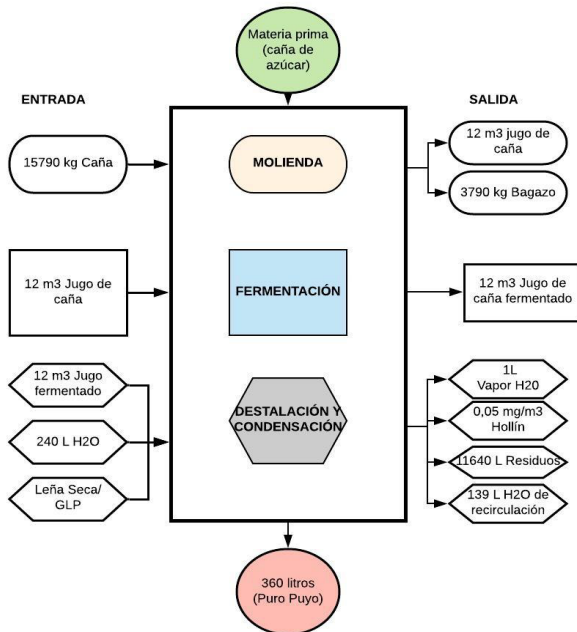 Materia prima
(caña de
azúcar)
ENTRADA
SALIDA
15790 kg Caña
MOLIENDA
12 m3 jugo de
caña
3790 kg Bagazo
12 m3 Jugo de
caña
FERMENTACIÓN
12 m3 Jugo de
caña fermentado
12 m3 Jugo
fermentado
240 L H2O
Leña Seca/
GLP
DESTALACIÓN Y
CONDENSACIÓN
1L
Vapor H20
0,05 mg/m3
Hollín
11640 L Residuos
139 L H2O de
recirculación
360 litros
(Puro Puyo)